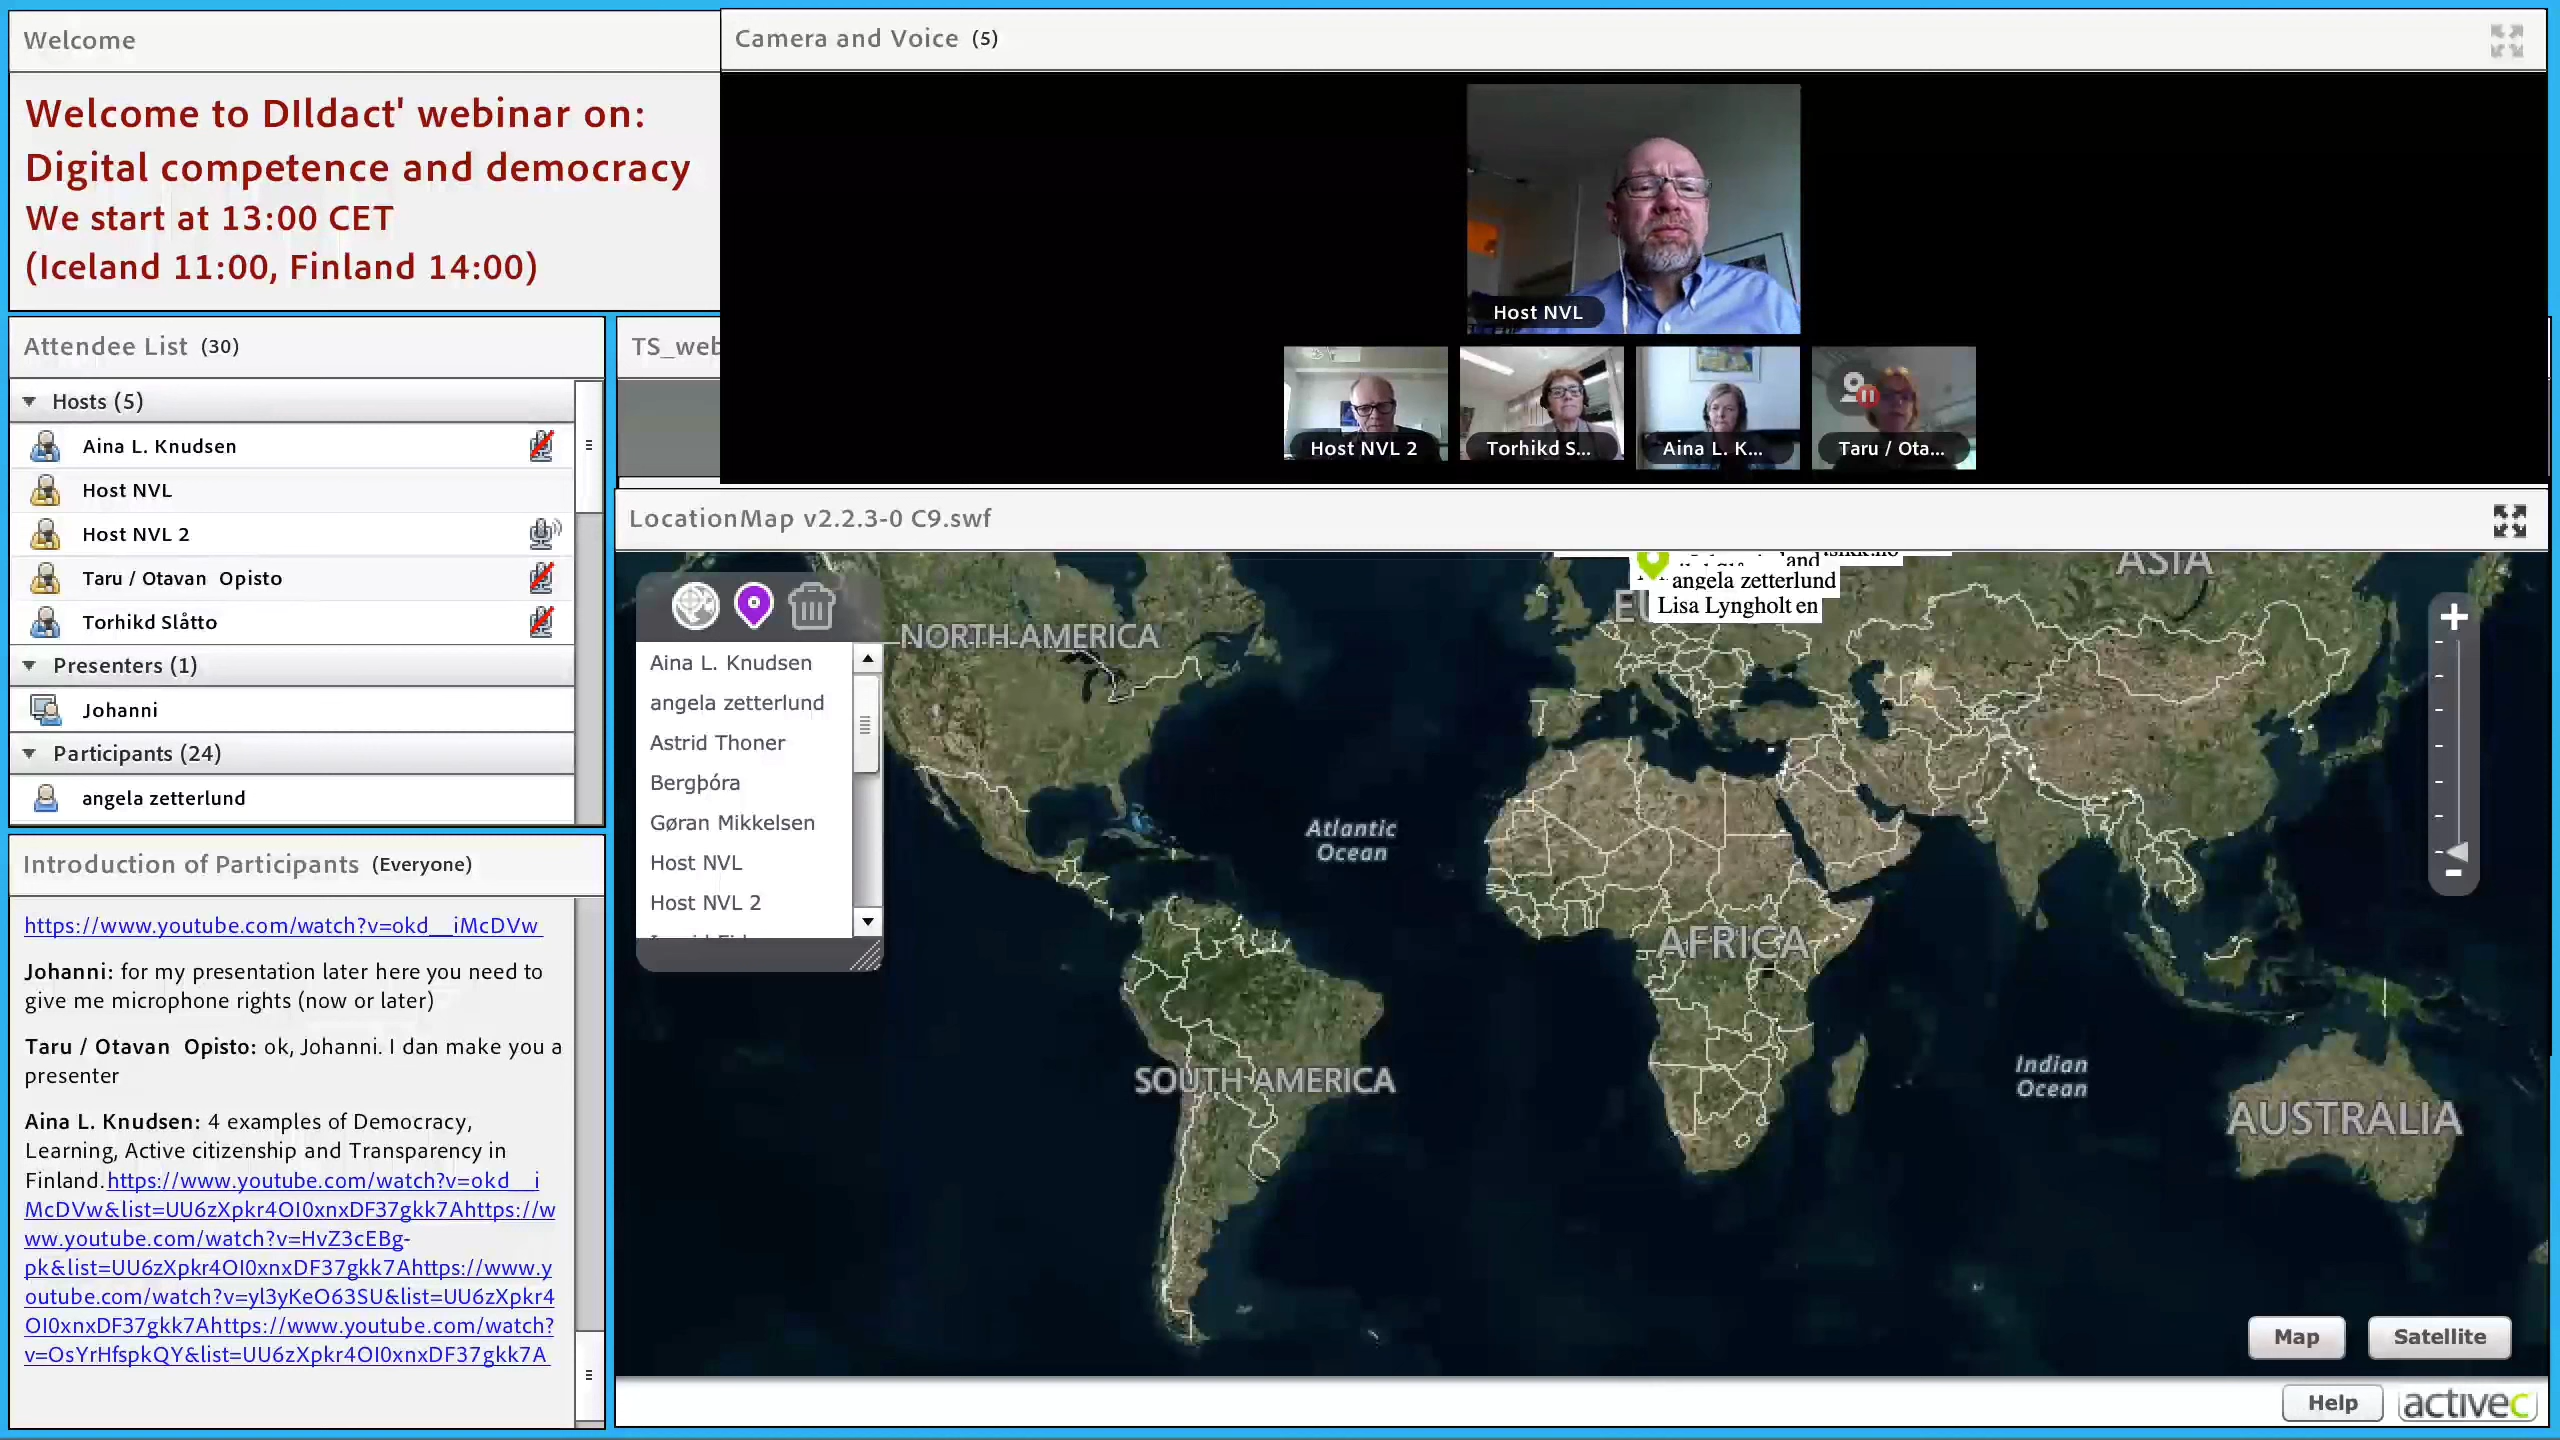 Welcome
Welcome to DIldact' webinar on:
Digital competence and democracy
We start at 13:00 CET
(Iceland 11:00, Finland 14:00)
Camera and Voice (5)
Host NVL
Host NVL 2
Torhikd S...
Aina L. K...
Taru / Ota...
Attendee List (30)
Hosts (5)
Aina L. Knudsen
Host NVL
Host NVL 2
Taru / Otavan Opisto
Torhikd Slåtto
Presenters (1)
Johanni
Participants (24)
angela zetterlund
TS_web
Introduction of Participants (Everyone)
https://www.youtube.com/watch?v=okd__iMcDVw
Johanni: for my presentation later here you need to
give me microphone rights (now or later)
Taru / Otavan Opisto: ok, Johanni. I dan make you a
presenter
Aina L. Knudsen: 4 examples of Democracy,
Learning, Active citizenship and Transparency in
Finland.https://www.youtube.com/watch?v=okd__i
McDVw&list=UU6zXpkr4OI0xnxDF37gkk7Ahttps://w
ww.youtube.com/watch?v=HvZ3cEBg-
pk&list=UU6zXpkr4OI0xnxDF37gkk7Ahttps://www.y
outube.com/watch?v=yl3yKeO63SU&list=UU6zXpkr4
OI0xnxDF37gkk7Ahttps://www.youtube.com/watch?
v=OsYrHfspkQY&list=UU6zXpkr4OI0xnxDF37gkk7A
LocationMap v2.2.3-0 C9.swf
Aina L. Knudsen
angela zetterlund
Astrid Thoner
Bergþóra
Gøran Mikkelsen
Host NVL
Host NVL 2
angela zetterlund
Lisa Lyngholt en
NORTH AMERICA
ASIA
Atlantic
Ocean
AFRICA
SOUTH AMERICA
Indian
Ocean
AUSTRALIA
Map
Satellite
Help
activec